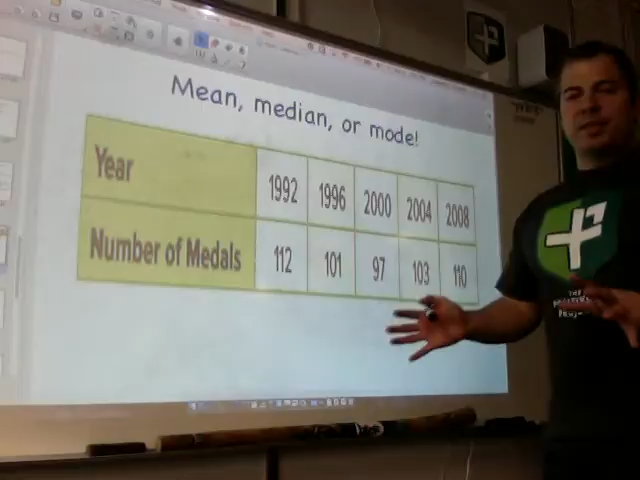 Mean, median, or mode!
Year 1992 1996 2000 2004 2008
Number of Medals 112 101 97 103 110